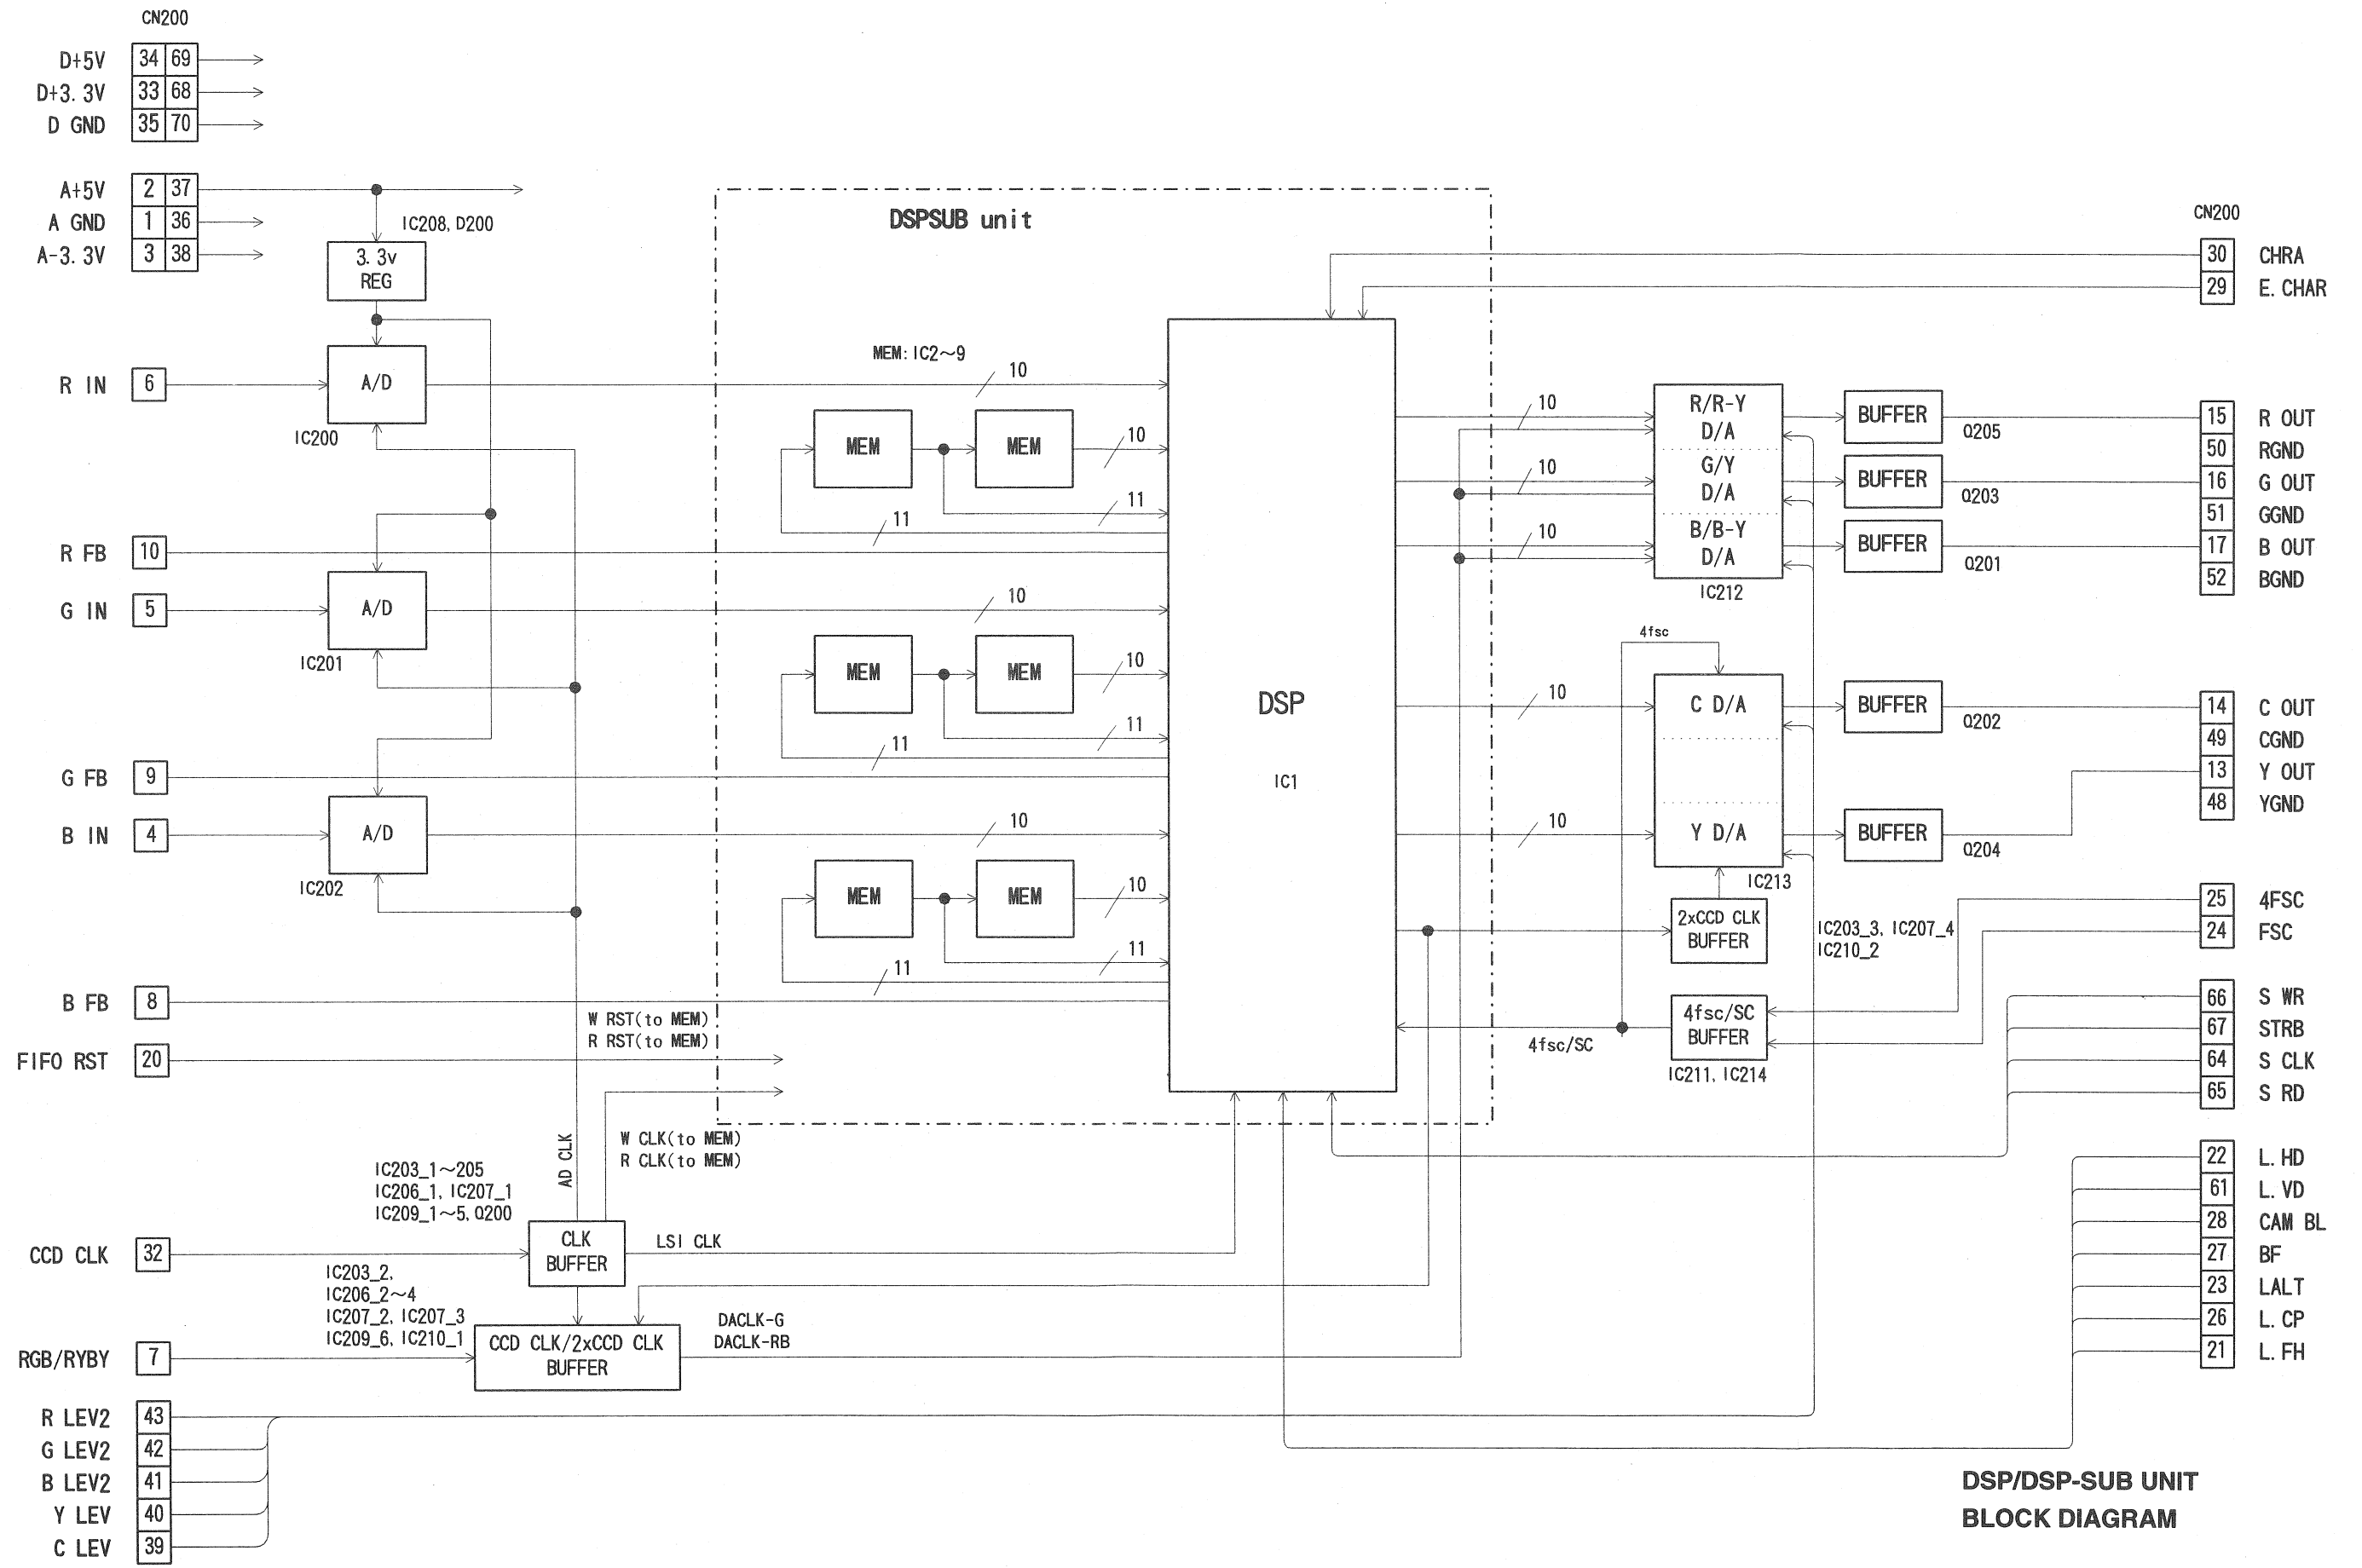 CN200
D+5V 34 69
D+3.3V 33 68
D GND 35 70
A+5V 2 37
A GND 1 36
A-3.3V 3 38
IC208, D200
3.3v
REG
DSPSUB unit
CN200
30 CHRA
29 E.CHAR
MEM:IC2～9
R IN 6
A/D
IC200
10
MEM
MEM
10
11
11
R FB 10
G IN 5
A/D
IC201
10
MEM
MEM
10
11
11
G FB 9
B IN 4
A/D
IC202
10
MEM
MEM
10
11
11
B FB 8
W RST(to MEM)
R RST(to MEM)
FIFO RST 20
DSP
IC1
10
10
10
R/R-Y
D/A
G/Y
D/A
B/B-Y
D/A
IC212
BUFFER
Q205
BUFFER
Q203
BUFFER
Q201
15 R OUT
50 RGND
16 G OUT
51 GGND
17 B OUT
52 BGND
4fsc
10
C D/A
10
Y D/A
IC213
BUFFER
Q202
BUFFER
Q204
14 C OUT
49 CGND
13 Y OUT
48 YGND
2xCCD CLK
BUFFER
IC203_3, IC207_4
IC210_2
4fsc/SC
BUFFER
4fsc/SC
IC211, IC214
25 4FSC
24 FSC
66 S WR
67 STRB
64 S CLK
65 S RD
22 L.HD
61 L.VD
28 CAM BL
27 BF
23 LALT
26 L.CP
21 L.FH
AD CLK
W CLK(to MEM)
R CLK(to MEM)
IC203_1～205
IC206_1, IC207_1
IC209_1～5, Q200
CCD CLK 32
CLK
BUFFER
LSI CLK
IC203_2,
IC206_2～4
IC207_2, IC207_3
IC209_6, IC210_1
RGB/RYBY 7
CCD CLK/2xCCD CLK
BUFFER
DACLK-G
DACLK-RB
R LEV2 43
G LEV2 42
B LEV2 41
Y LEV 40
C LEV 39
DSP/DSP-SUB UNIT
BLOCK DIAGRAM